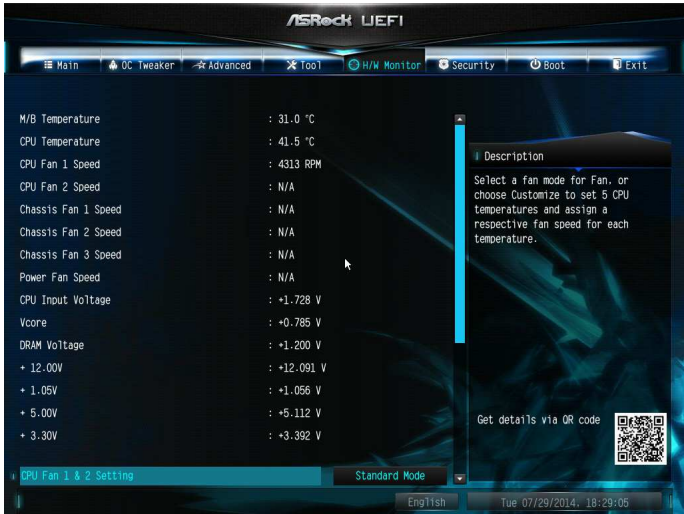 ASRock UEFI
Main OC Tweaker Advanced Tool H/W Monitor Security Boot Exit
M/B Temperature : 31.0 °C
CPU Temperature : 41.5 °C
CPU Fan 1 Speed : 4313 RPM
CPU Fan 2 Speed : N/A
Chassis Fan 1 Speed : N/A
Chassis Fan 2 Speed : N/A
Chassis Fan 3 Speed : N/A
Power Fan Speed : N/A
CPU Input Voltage : +1.728 V
Vcore : +0.785 V
DRAM Voltage : +1.200 V
+ 12.00V : +12.091 V
+ 1.05V : +1.056 V
+ 5.00V : +5.112 V
+ 3.30V : +3.392 V
CPU Fan 1 & 2 Setting Standard Mode
Description
Select a fan mode for Fan. or
choose Customize to set 5 CPU
temperatures and assign a
respective fan speed for each
temperature.
Get details via QR code
English Tue 07/29/2014. 18:29:05